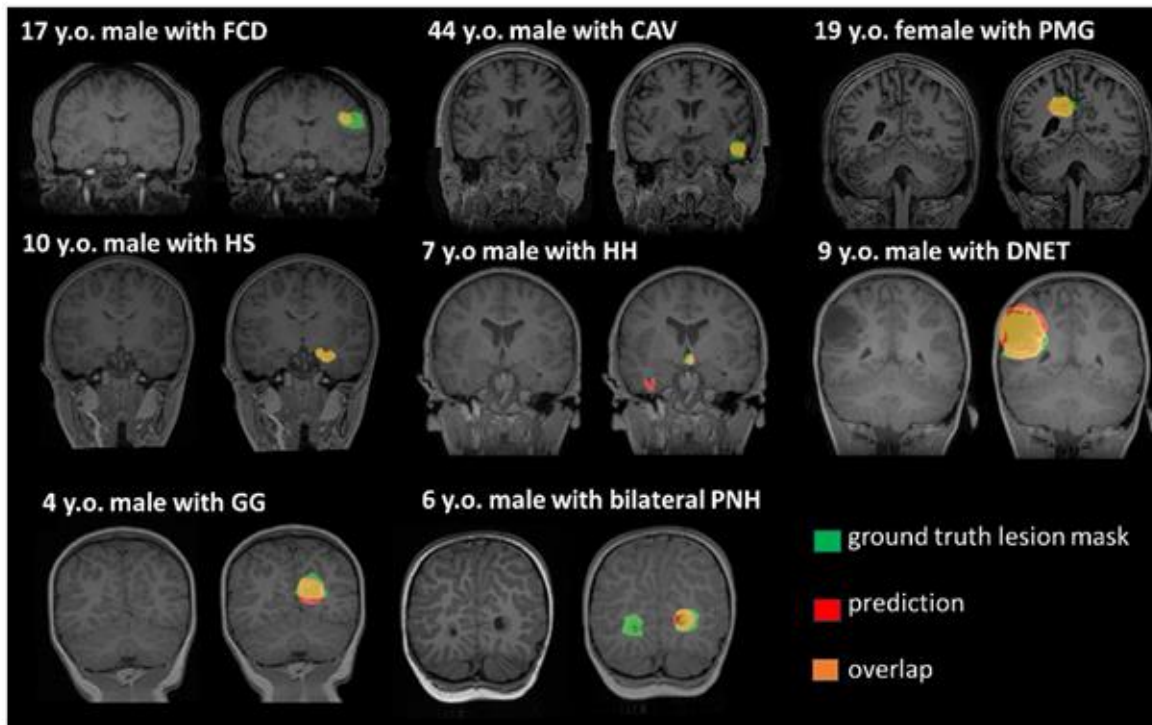 17 y.o. male with FCD
44 y.o. male with CAV
19 y.o. female with PMG
10 y.o. male with HS
7 y.o male with HH
9 y.o. male with DNET
4 y.o. male with GG
6 y.o. male with bilateral PNH
ground truth lesion mask
prediction
overlap